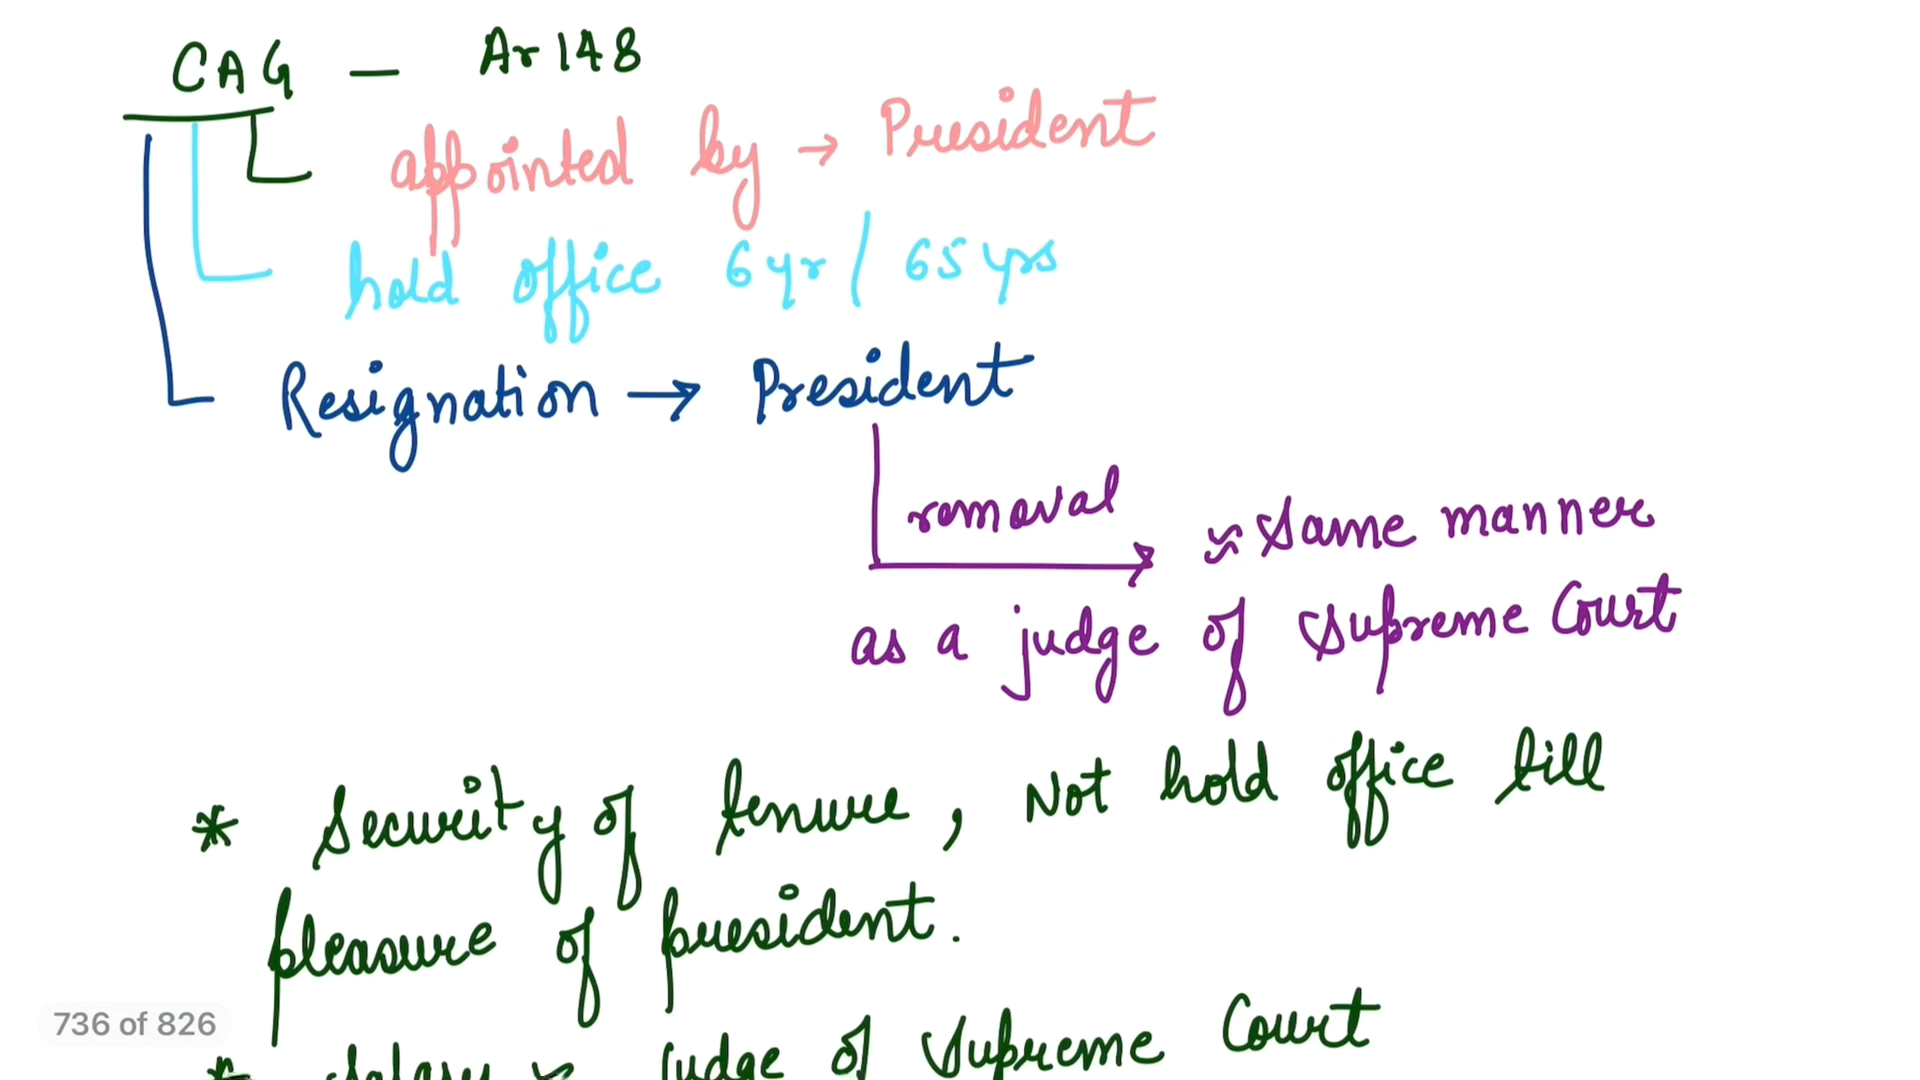 CAG — Ar 148
appointed by → President
hold office 6 yr / 65 yrs
Resignation → President
removal
≈ Same manner
as a judge of Supreme Court
* Security of tenure, Not hold office till
pleasure of president.
* Salary ≈ judge of Supreme Court
736 of 826